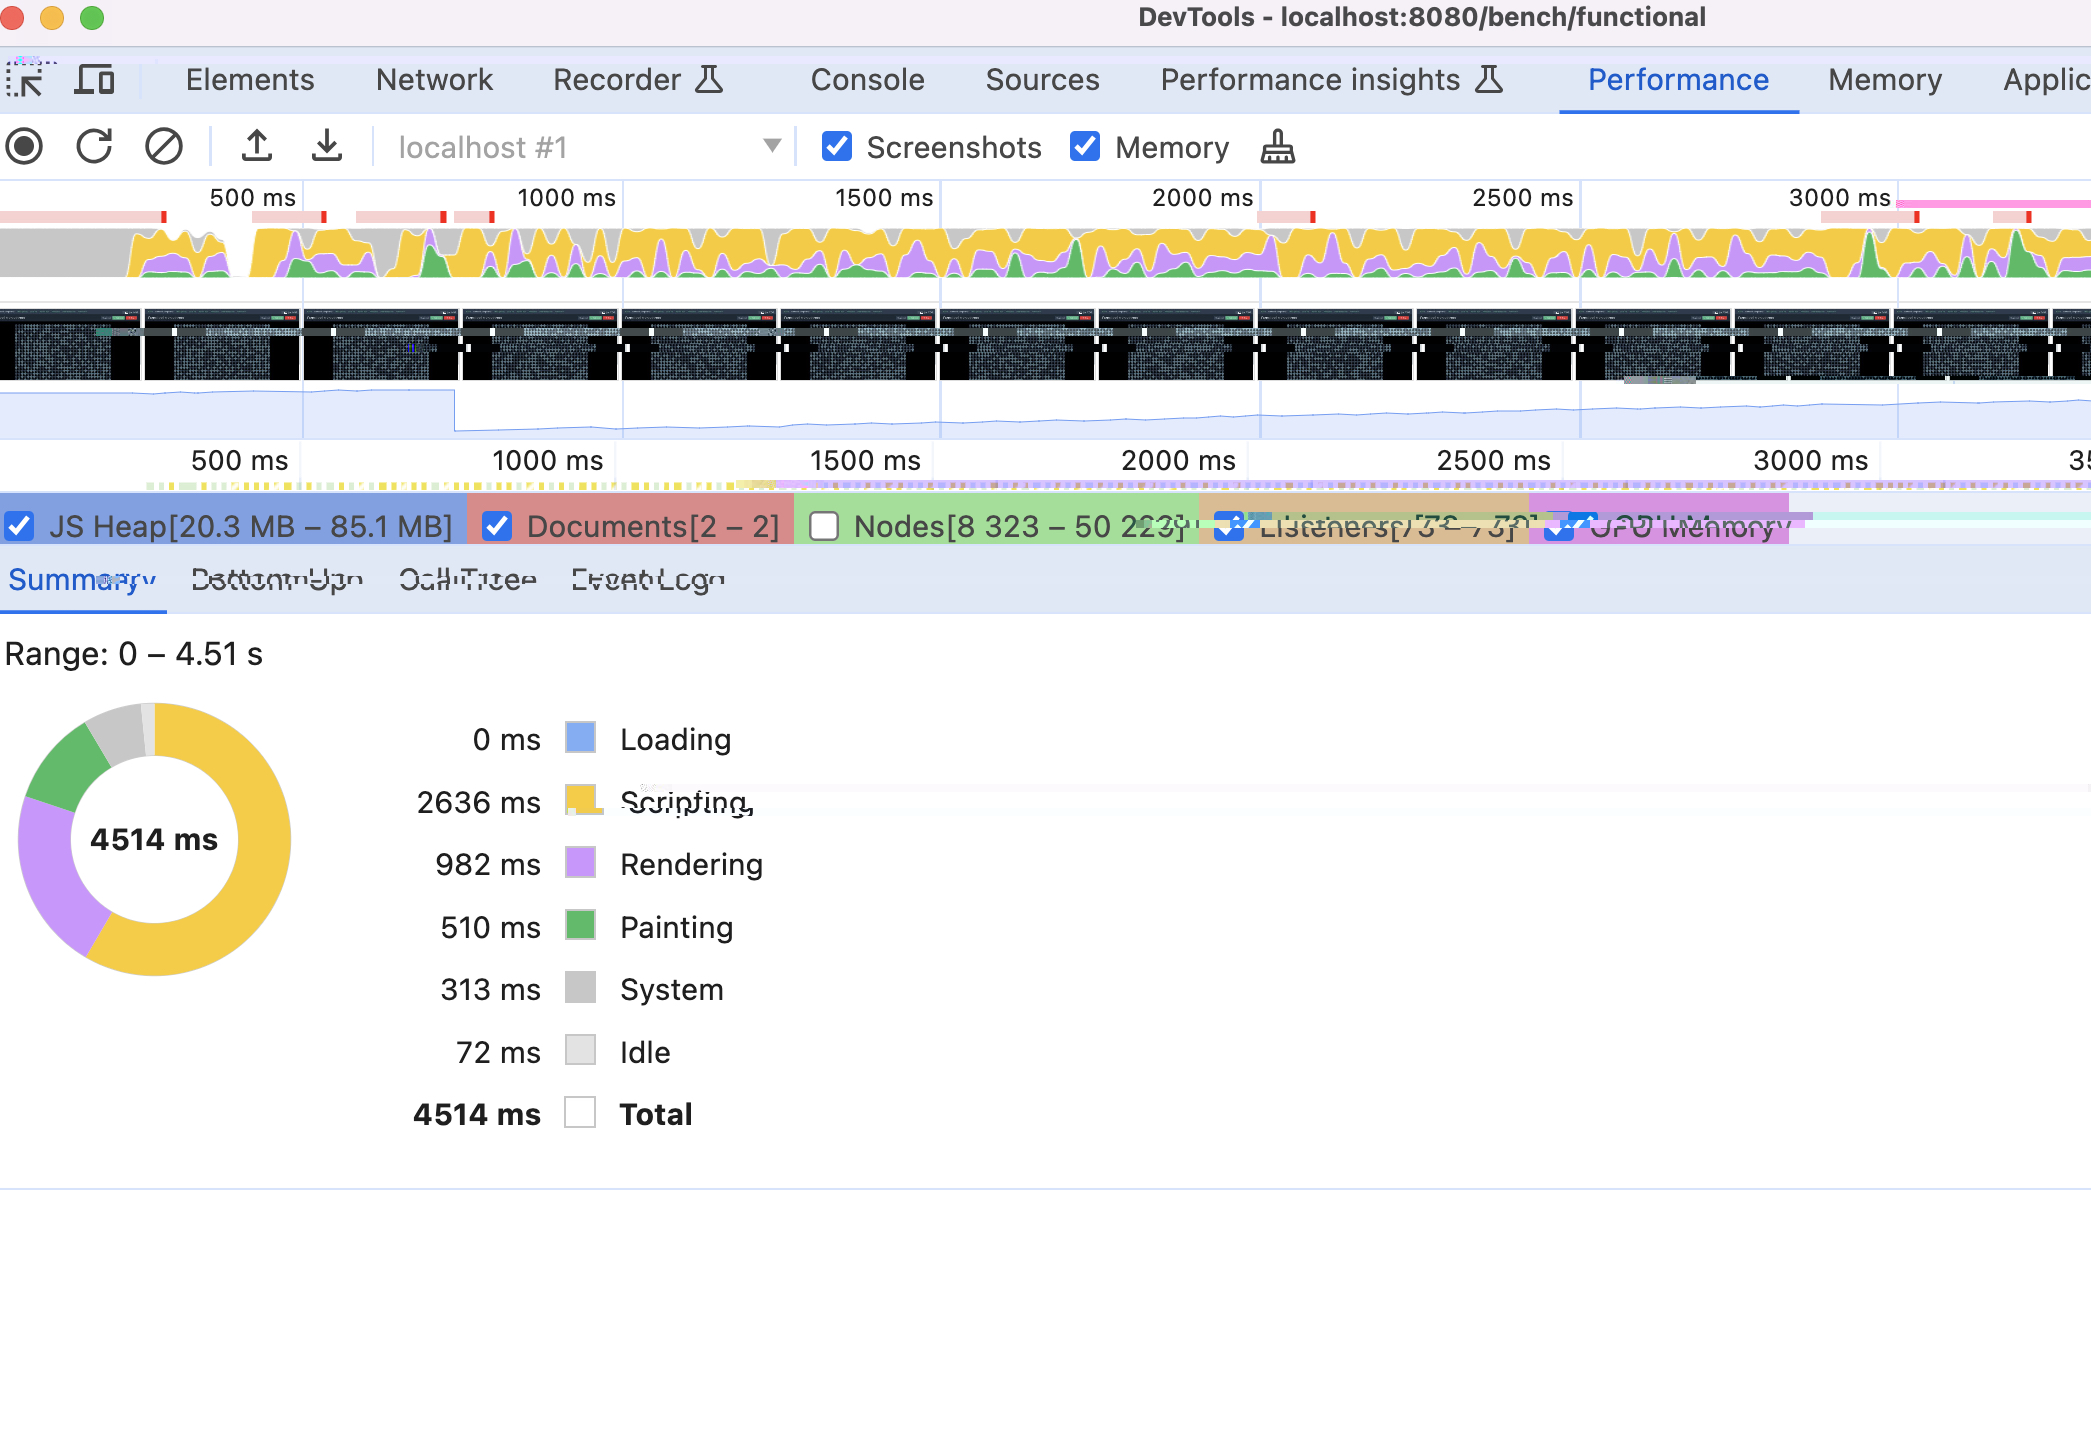 DevTools - localhost:8080/bench/functional
Elements Network Recorder Console Sources Performance insights Performance Memory Applic
localhost #1 Screenshots Memory
500 ms 1000 ms 1500 ms 2000 ms 2500 ms 3000 ms
500 ms 1000 ms 1500 ms 2000 ms 2500 ms 3000 ms 35
JS Heap[20.3 MB – 85.1 MB] Documents[2 – 2] Nodes[8 323 – 50 229] Listeners[73 – 73] GPU Memory
Summary Bottom-Up Call Tree Event Log
Range: 0 – 4.51 s
4514 ms
0 ms Loading
2636 ms Scripting
982 ms Rendering
510 ms Painting
313 ms System
72 ms Idle
4514 ms Total